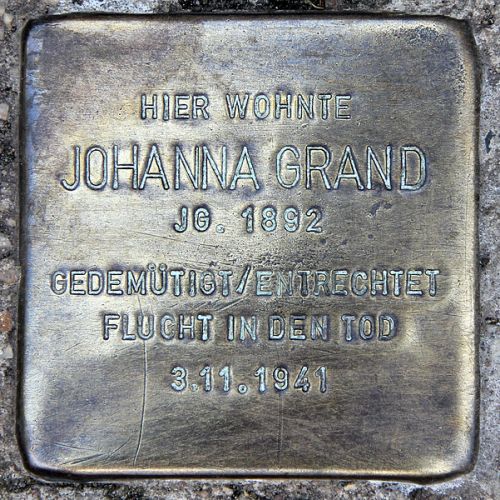 HIER WOHNTE
JOHANNA GRAND
JG. 1892
GEDEMÜTIGT/ENTRECHTET
FLUCHT IN DEN TOD
3.11.1941